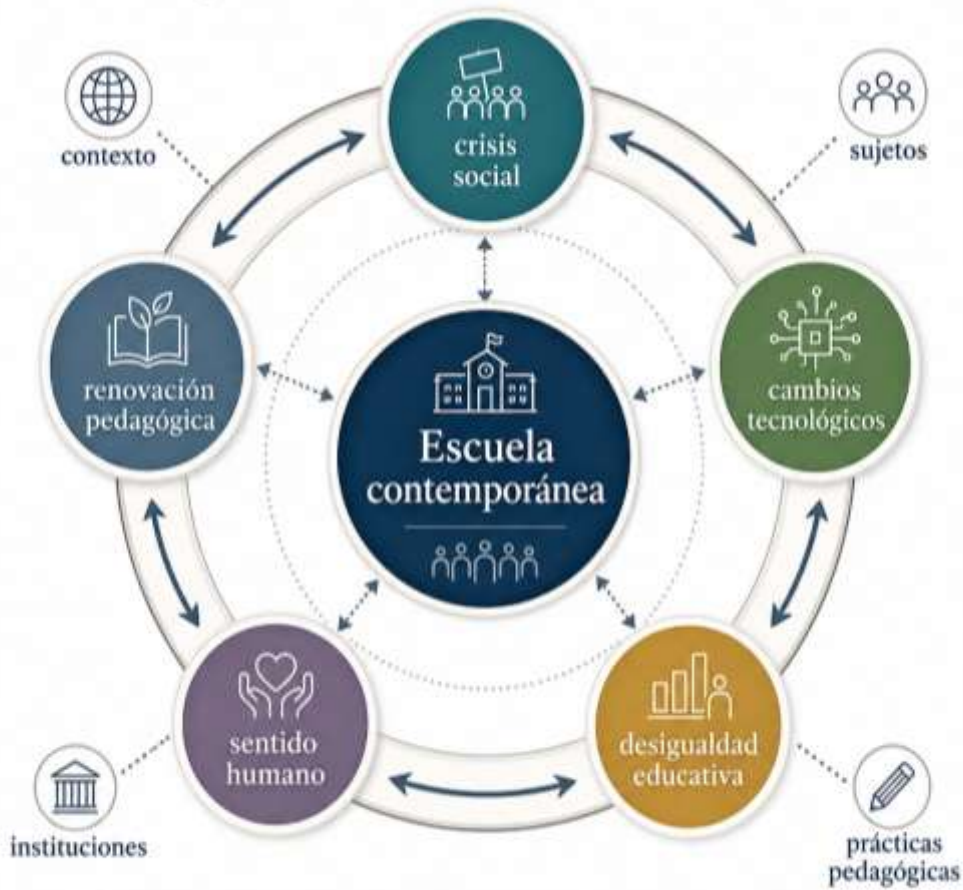 crisis
social
contexto
sujetos
renovación
pedagógica
cambios
tecnológicos
Escuela
contemporánea
sentido
humano
desigualdad
educativa
instituciones
prácticas
pedagógicas